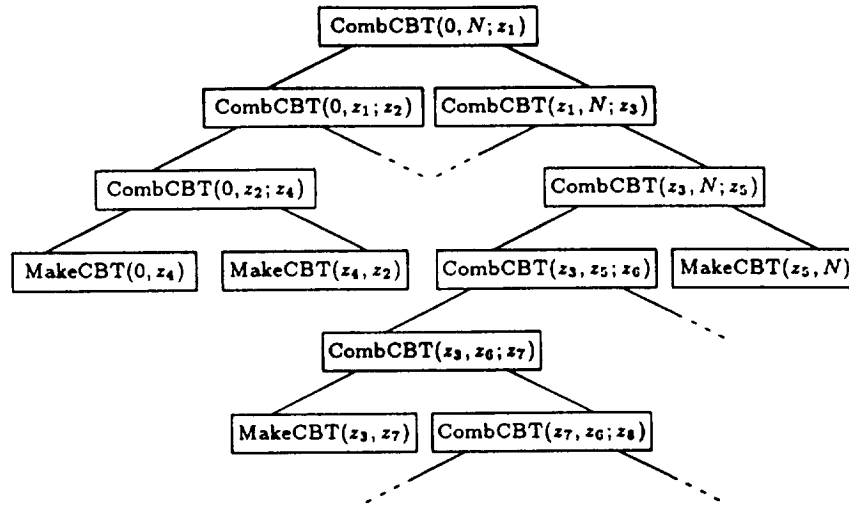 CombCBT(0, N; z₁)
CombCBT(0, z₁; z₂) CombCBT(z₁, N; z₃)
CombCBT(0, z₂; z₄) CombCBT(z₃, N; z₅)
MakeCBT(0, z₄) MakeCBT(z₄, z₂) CombCBT(z₃, z₅; z₆) MakeCBT(z₅, N)
CombCBT(z₃, z₆; z₇)
MakeCBT(z₃, z₇) CombCBT(z₇, z₆; z₈)